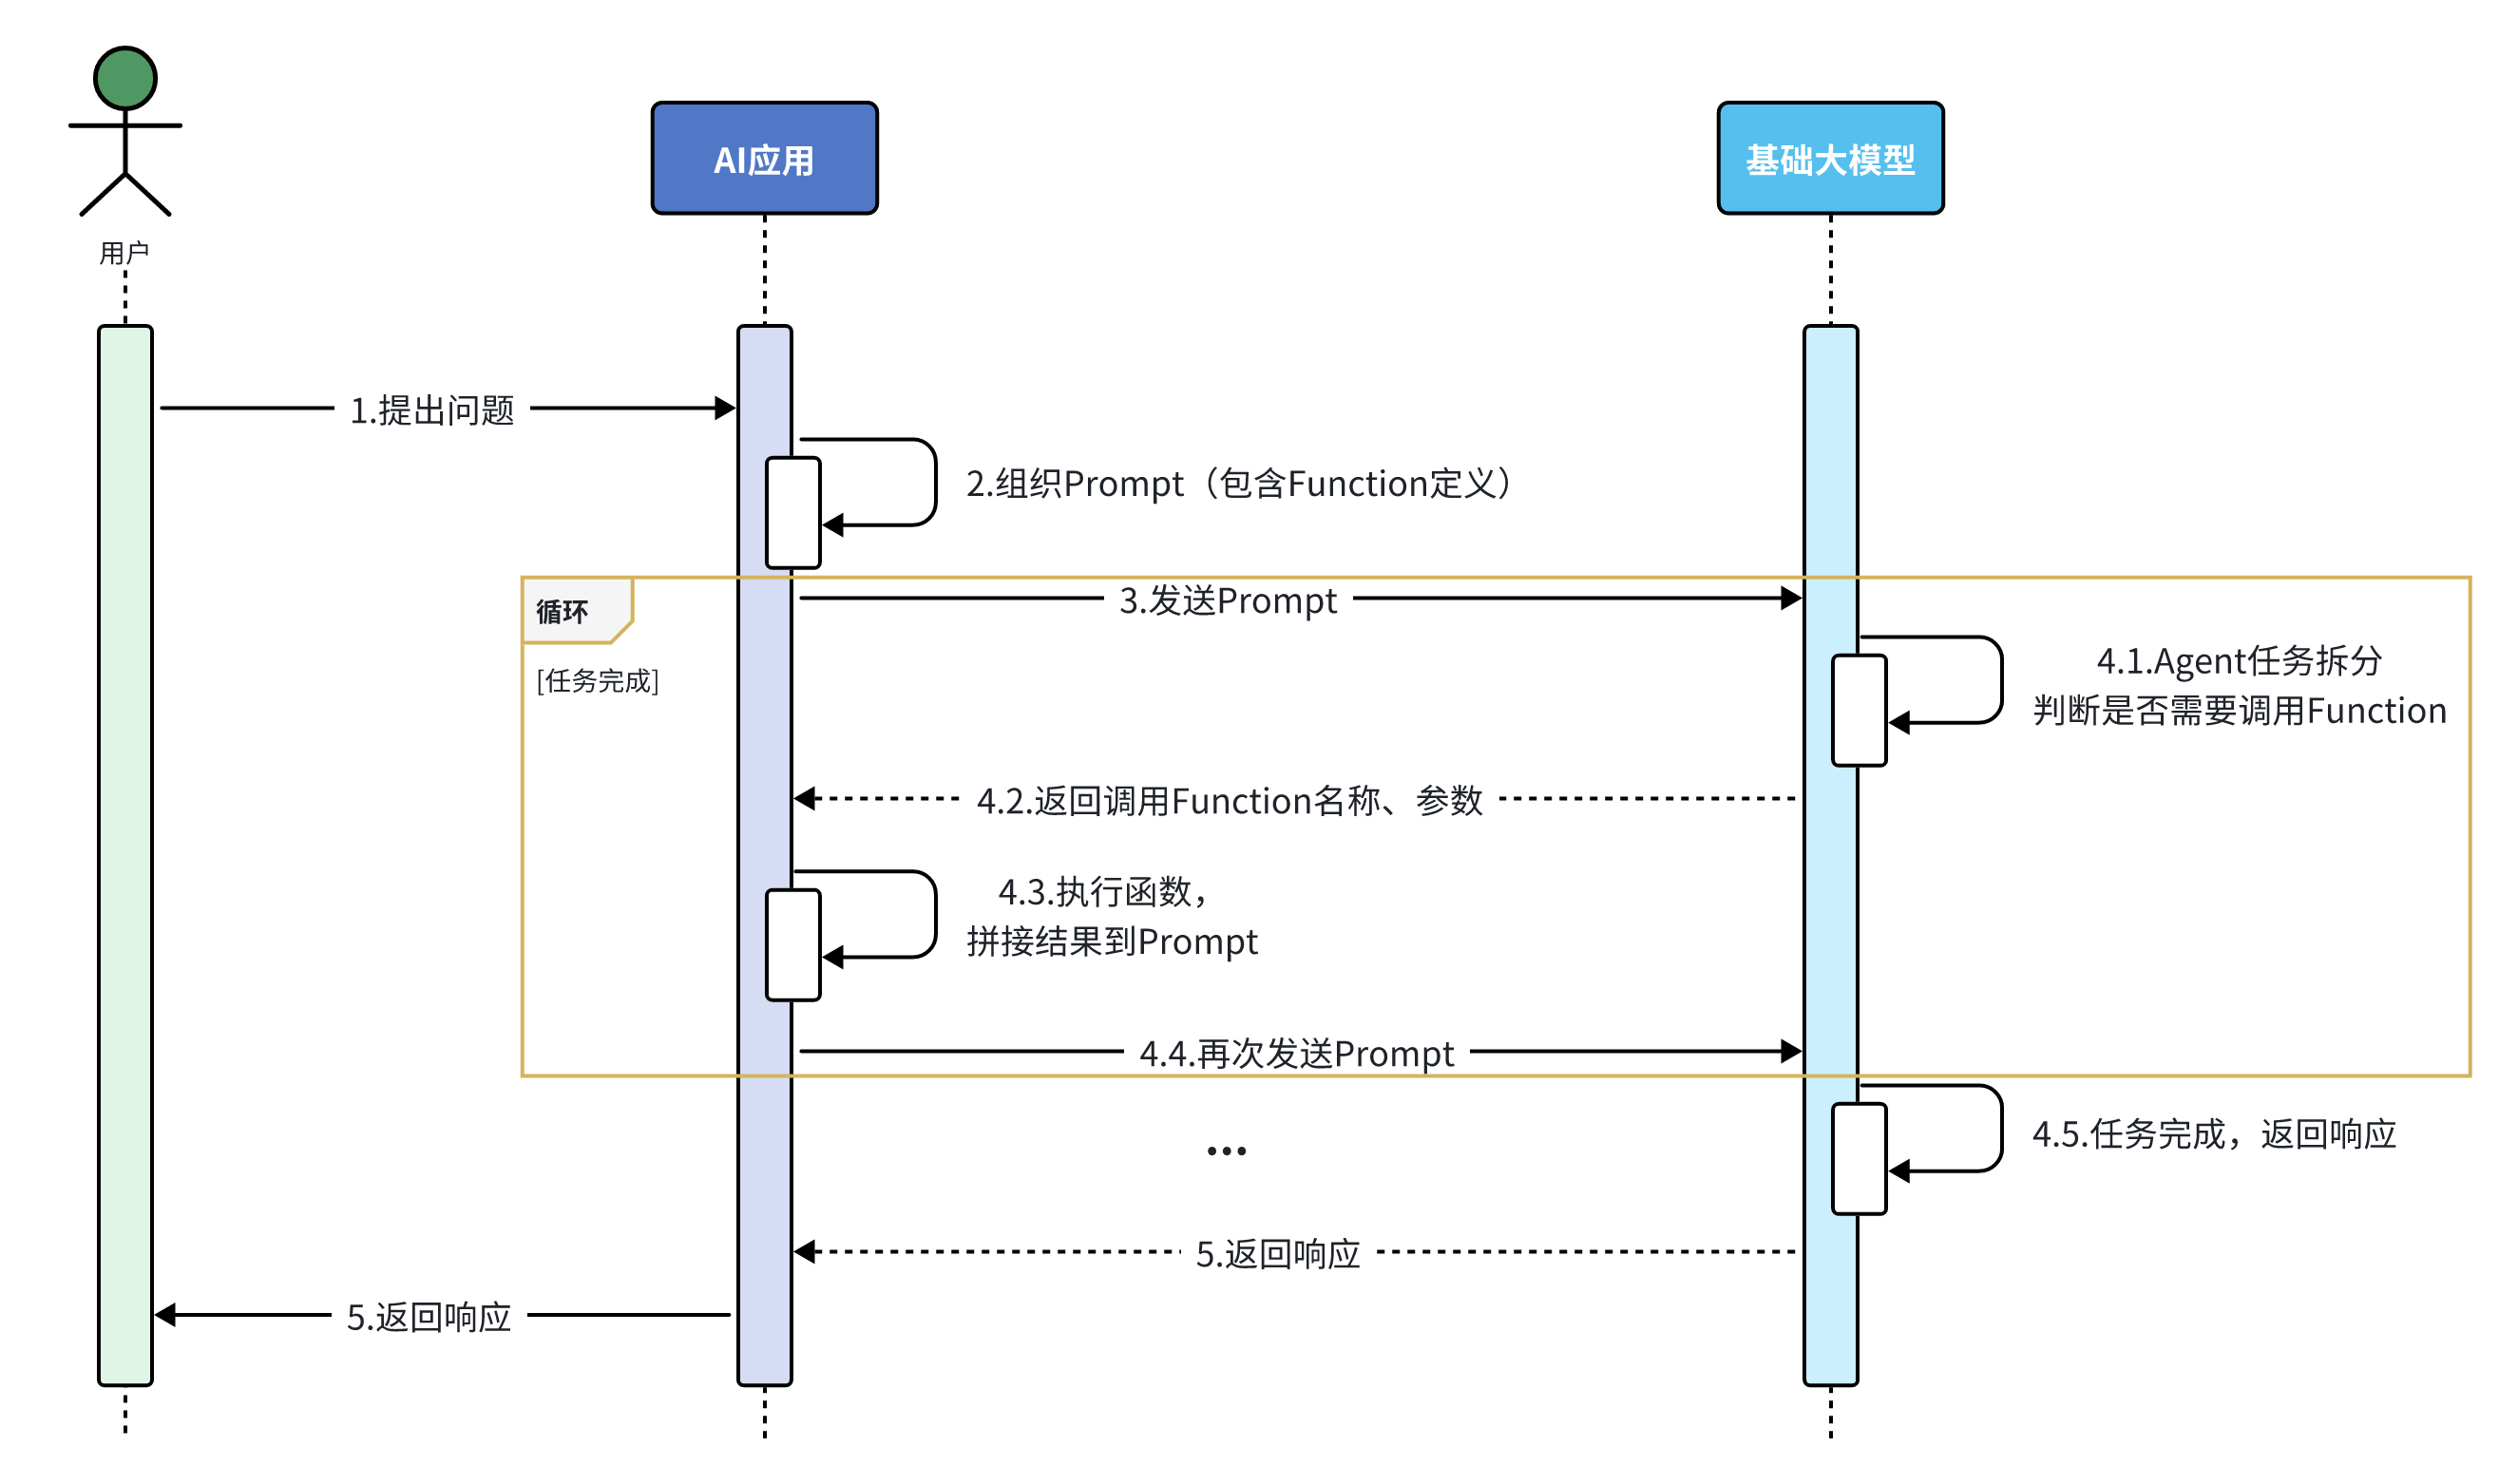 用户
AI应用
基础大模型
1.提出问题
2.组织Prompt（包含Function定义）
循环
[任务完成]
3.发送Prompt
4.1.Agent任务拆分
判断是否需要调用Function
4.2.返回调用Function名称、参数
4.3.执行函数，
拼接结果到Prompt
4.4.再次发送Prompt
4.5.任务完成，返回响应
...
5.返回响应
5.返回响应